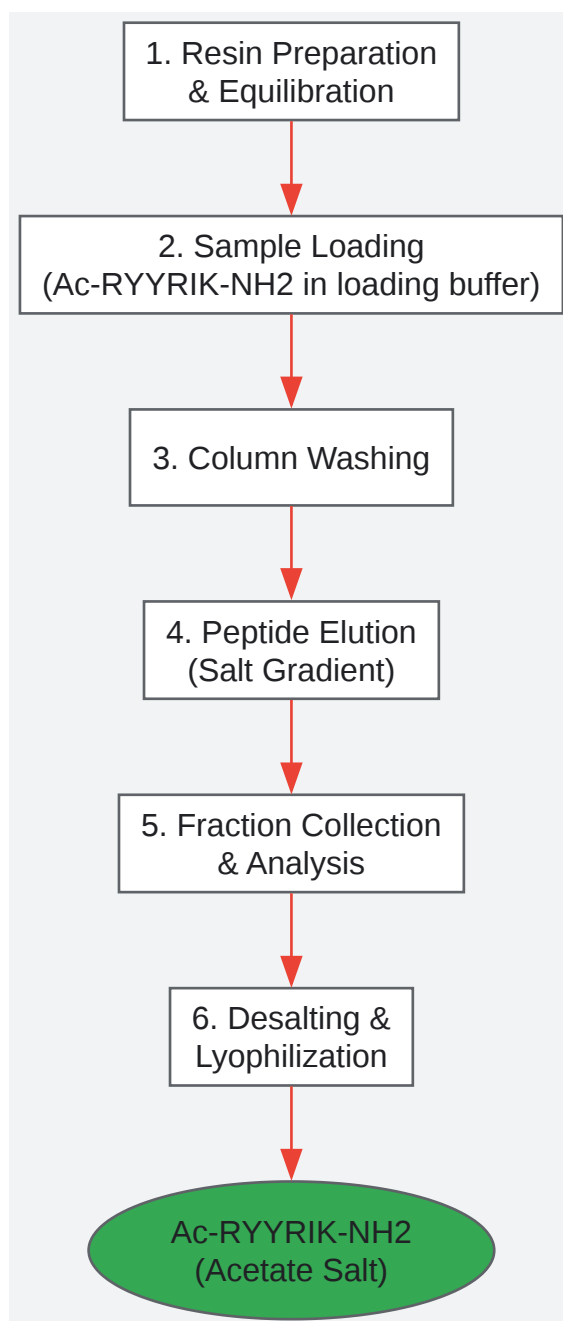 1. Resin Preparation
& Equilibration
2. Sample Loading
(Ac-RYYRIK-NH2 in loading buffer)
3. Column Washing
4. Peptide Elution
(Salt Gradient)
5. Fraction Collection
& Analysis
6. Desalting &
Lyophilization
Ac-RYYRIK-NH2
(Acetate Salt)